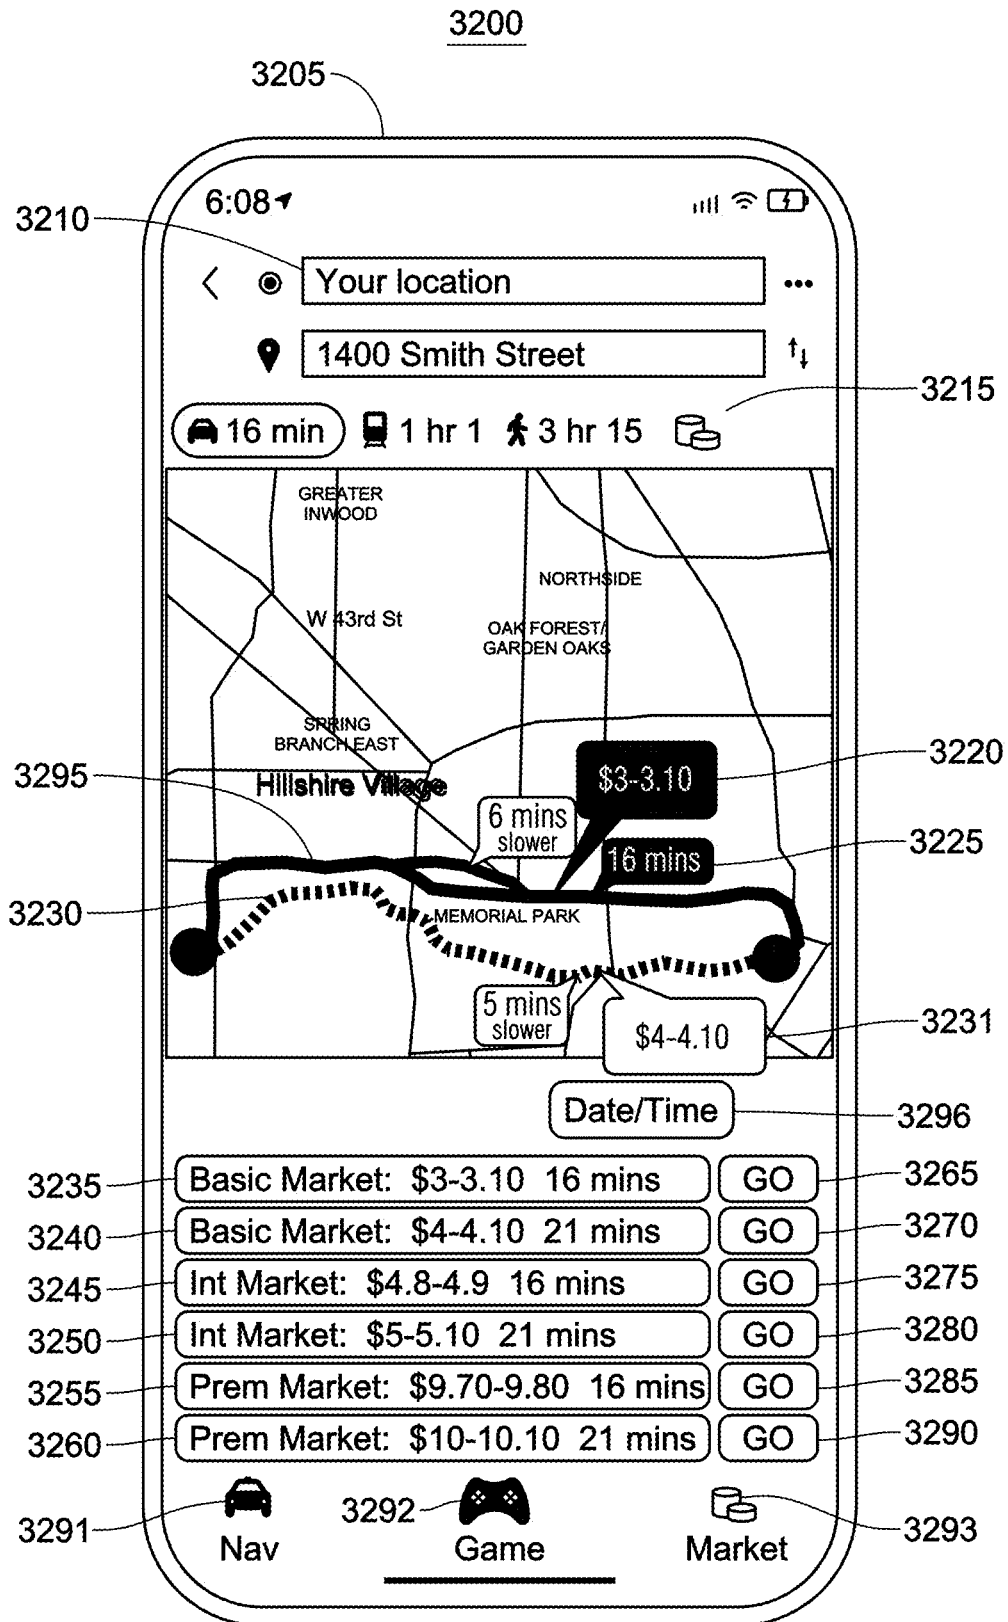 3200
3205
6:08
3210
Your location
1400 Smith Street
3215
16 min 1 hr 1 3 hr 15
GREATER
INWOOD
NORTHSIDE
W 43rd St
OAK FOREST/
GARDEN OAKS
SPRING
BRANCH EAST
3220
$3-3.10
3295
Hillshire Village
6 mins
slower
3225
16 mins
3230
MEMORIAL PARK
5 mins
slower
3231
$4-4.10
Date/Time
3296
3235 Basic Market: $3-3.10 16 mins GO 3265
3240 Basic Market: $4-4.10 21 mins GO 3270
3245 Int Market: $4.8-4.9 16 mins GO 3275
3250 Int Market: $5-5.10 21 mins GO 3280
3255 Prem Market: $9.70-9.80 16 mins GO 3285
3260 Prem Market: $10-10.10 21 mins GO 3290
3291 3292 3293
Nav Game Market